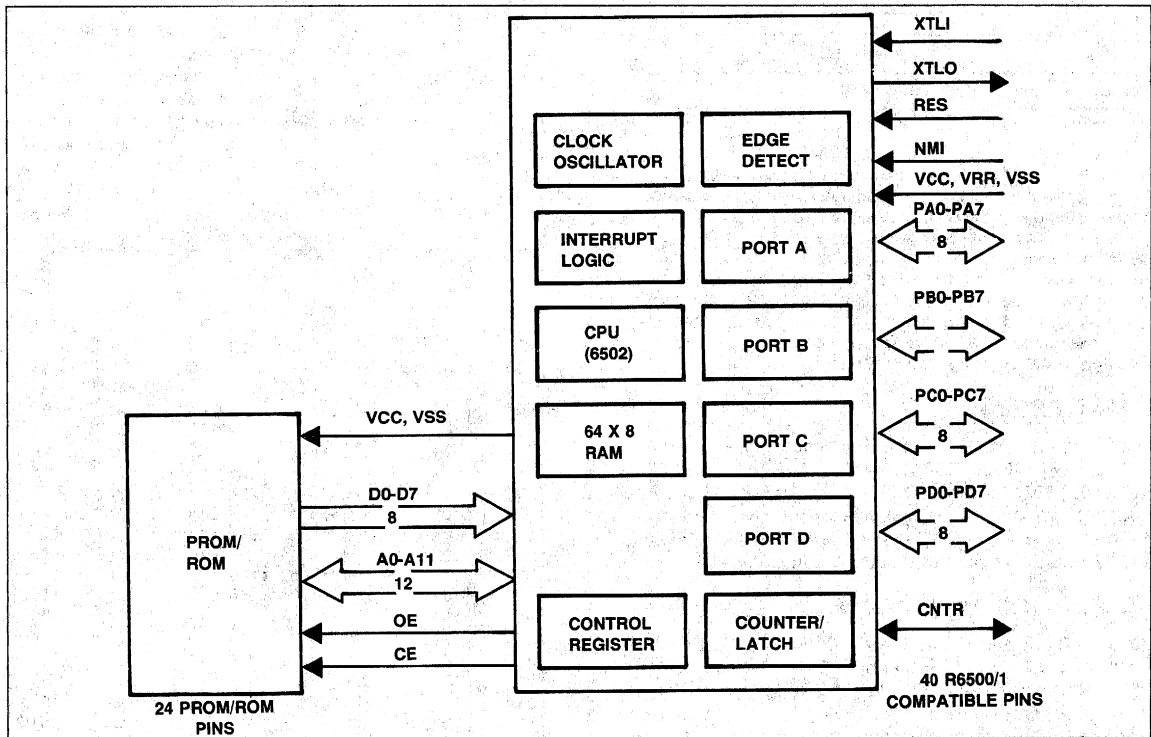 XTLI
XTLO
RES
NMI
VCC, VRR, VSS
CLOCK
OSCILLATOR
EDGE
DETECT
PA0-PA7
8
INTERRUPT
LOGIC
PORT A
PB0-PB7
CPU
(6502)
PORT B
PC0-PC7
8
64 X 8
RAM
PORT C
VCC, VSS
PD0-PD7
8
D0-D7
8
PORT D
PROM/
ROM
A0-A11
12
OE
CE
CONTROL
REGISTER
COUNTER/
LATCH
CNTR
24 PROM/ROM
PINS
40 R6500/1
COMPATIBLE PINS